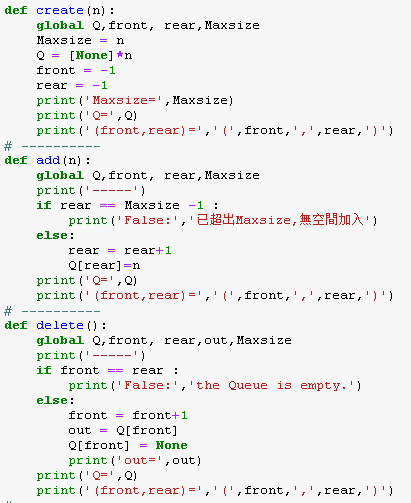 def create(n):
    global Q,front, rear,Maxsize
    Maxsize = n
    Q = [None]*n
    front = -1
    rear = -1
    print('Maxsize=',Maxsize)
    print('Q=',Q)
    print('(front,rear)=','(',front,',',rear,')')
# ----------
def add(n):
    global Q,front, rear,Maxsize
    print('-----')
    if rear == Maxsize -1 :
        print('False:','已超出Maxsize,無空間加入')
    else:
        rear = rear+1
        Q[rear]=n
    print('Q=',Q)
    print('(front,rear)=','(',front,',',rear,')')
# ----------
def delete():
    global Q,front, rear,out,Maxsize
    print('-----')
    if front == rear :
        print('False:','the Queue is empty.')
    else:
        front = front+1
        out = Q[front]
        Q[front] = None
        print('out=',out)
    print('Q=',Q)
    print('(front,rear)=','(',front,',',rear,')')